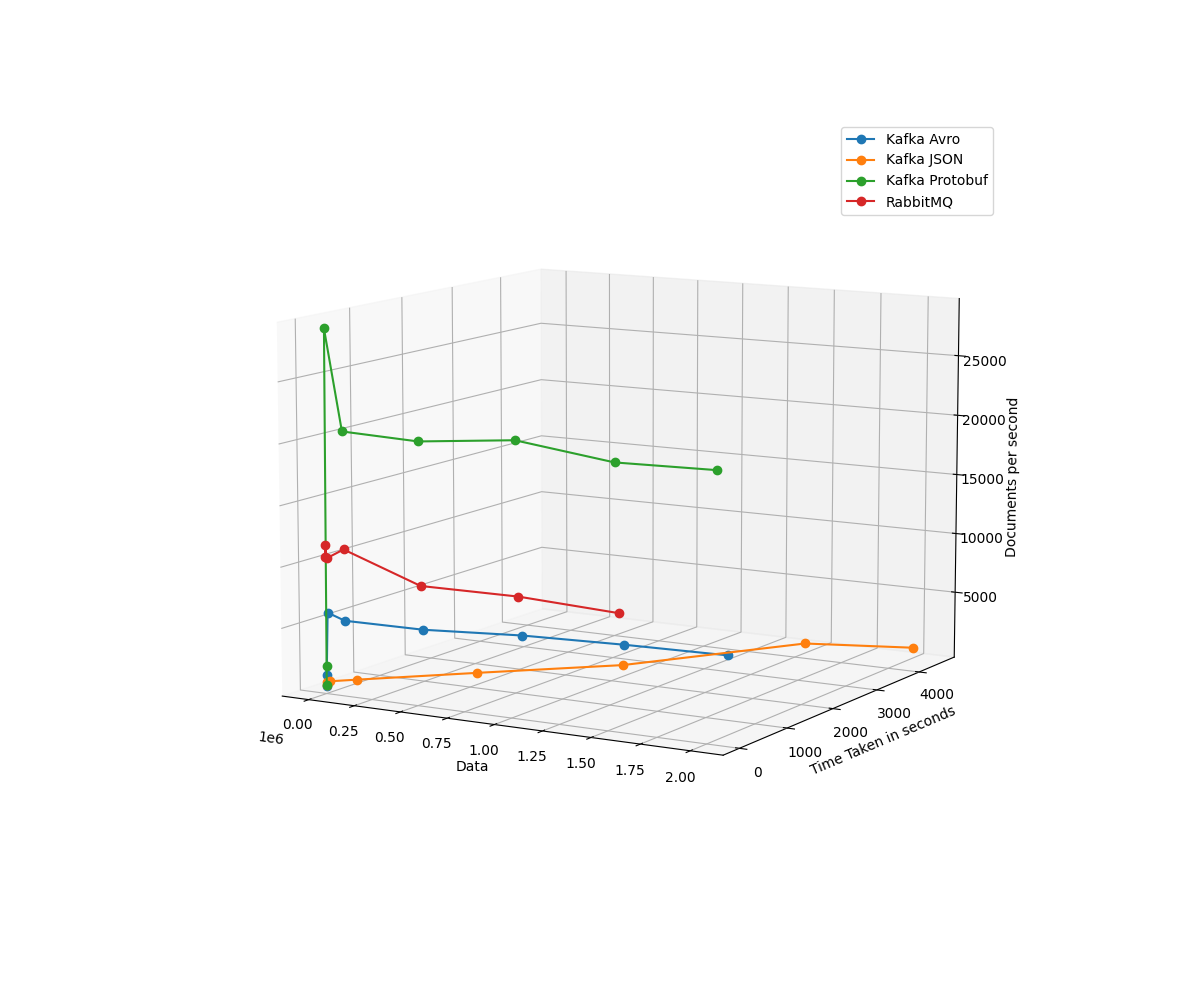 Kafka Avro
Kafka JSON
Kafka Protobuf
RabbitMQ
25000
20000
15000
10000
5000
Documents per second
0.00
0.25
0.50
0.75
1.00
1.25
1.50
1.75
2.00
1e6
Data
0
1000
2000
3000
4000
Time Taken in seconds